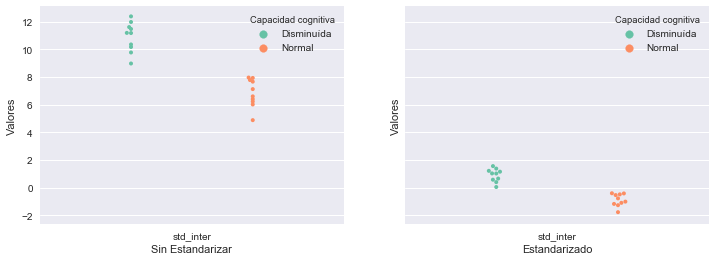 Capacidad cognitiva
Disminuida
Normal
12
10
8
6
4
2
0
−2
Valores
std_inter
Sin Estandarizar
Capacidad cognitiva
Disminuida
Normal
Valores
std_inter
Estandarizado